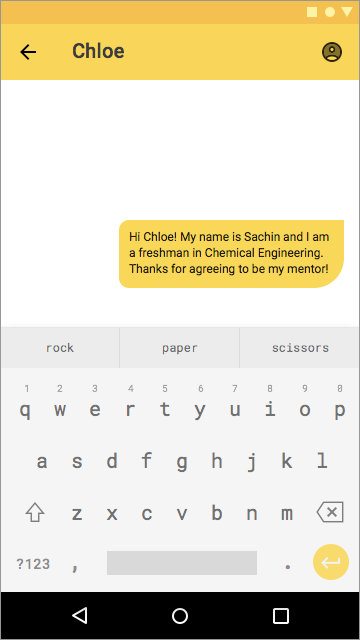 Chloe
Hi Chloe! My name is Sachin and I am
a freshman in Chemical Engineering.
Thanks for agreeing to be my mentor!
rock paper scissors
1 2 3 4 5 6 7 8 9 0
q w e r t y u i o p
a s d f g h j k l
z x c v b n m
?123 , .